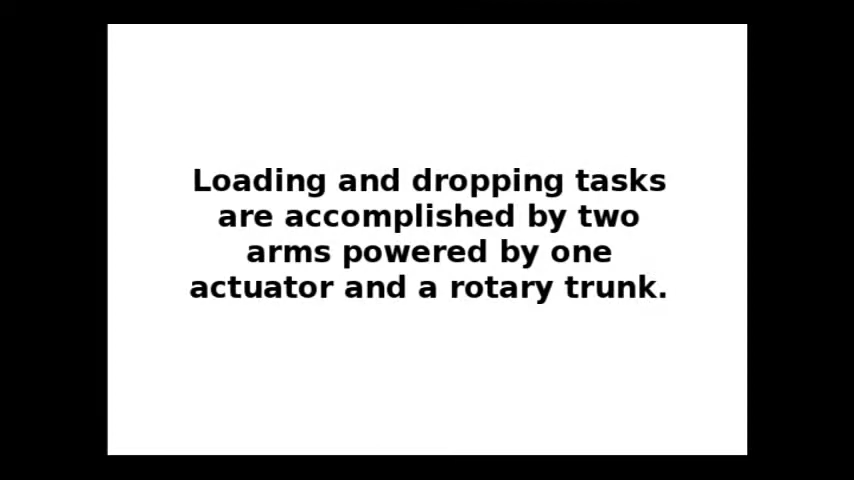 Loading and dropping tasks
are accomplished by two
arms powered by one
actuator and a rotary trunk.